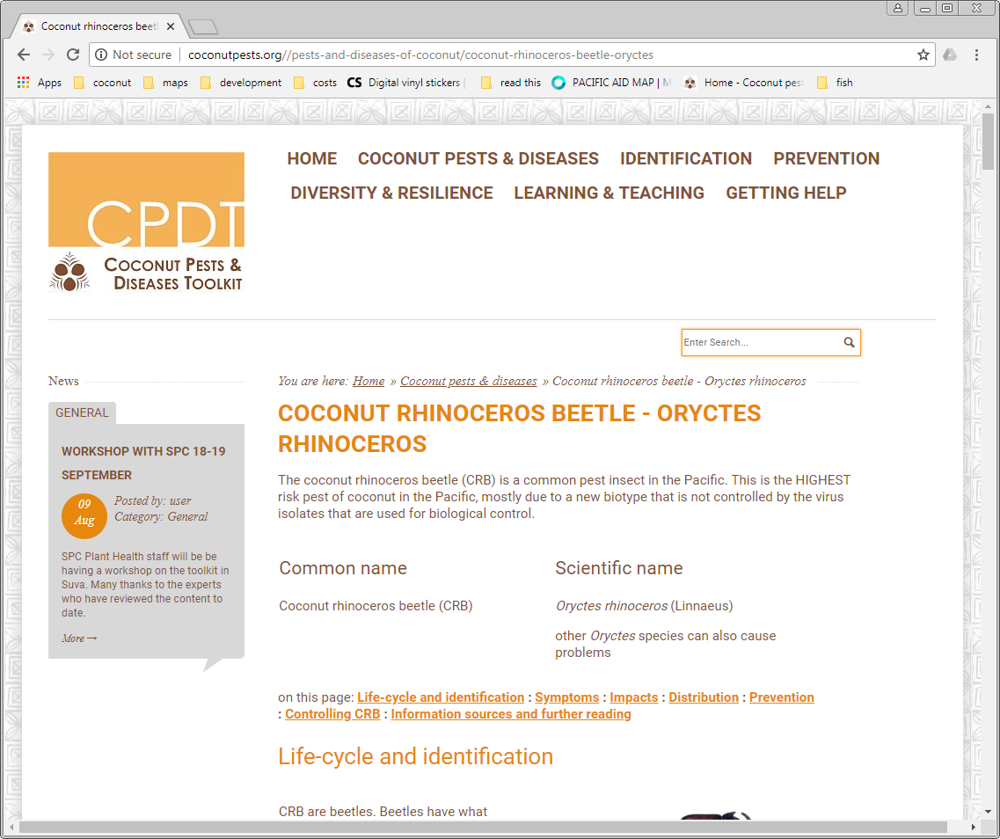 Coconut rhinoceros beetl
Not secure | coconutpests.org//pests-and-diseases-of-coconut/coconut-rhinoceros-beetle-oryctes
Apps coconut maps development costs CS Digital vinyl stickers | read this PACIFIC AID MAP | M Home - Coconut pest fish
CPDT
COCONUT PESTS &
DISEASES TOOLKIT
HOME COCONUT PESTS & DISEASES IDENTIFICATION PREVENTION
DIVERSITY & RESILIENCE LEARNING & TEACHING GETTING HELP
Enter Search...
News
GENERAL
WORKSHOP WITH SPC 18-19
SEPTEMBER
09
Aug
Posted by: user
Category: General
SPC Plant Health staff will be be
having a workshop on the toolkit in
Suva. Many thanks to the experts
who have reviewed the content to
date.
More →
You are here: Home » Coconut pests & diseases » Coconut rhinoceros beetle - Oryctes rhinoceros
COCONUT RHINOCEROS BEETLE - ORYCTES
RHINOCEROS
The coconut rhinoceros beetle (CRB) is a common pest insect in the Pacific. This is the HIGHEST
risk pest of coconut in the Pacific, mostly due to a new biotype that is not controlled by the virus
isolates that are used for biological control.
Common name
Coconut rhinoceros beetle (CRB)
Scientific name
Oryctes rhinoceros (Linnaeus)
other Oryctes species can also cause
problems
on this page: Life-cycle and identification : Symptoms : Impacts : Distribution : Prevention
: Controlling CRB : Information sources and further reading
Life-cycle and identification
CRB are beetles. Beetles have what